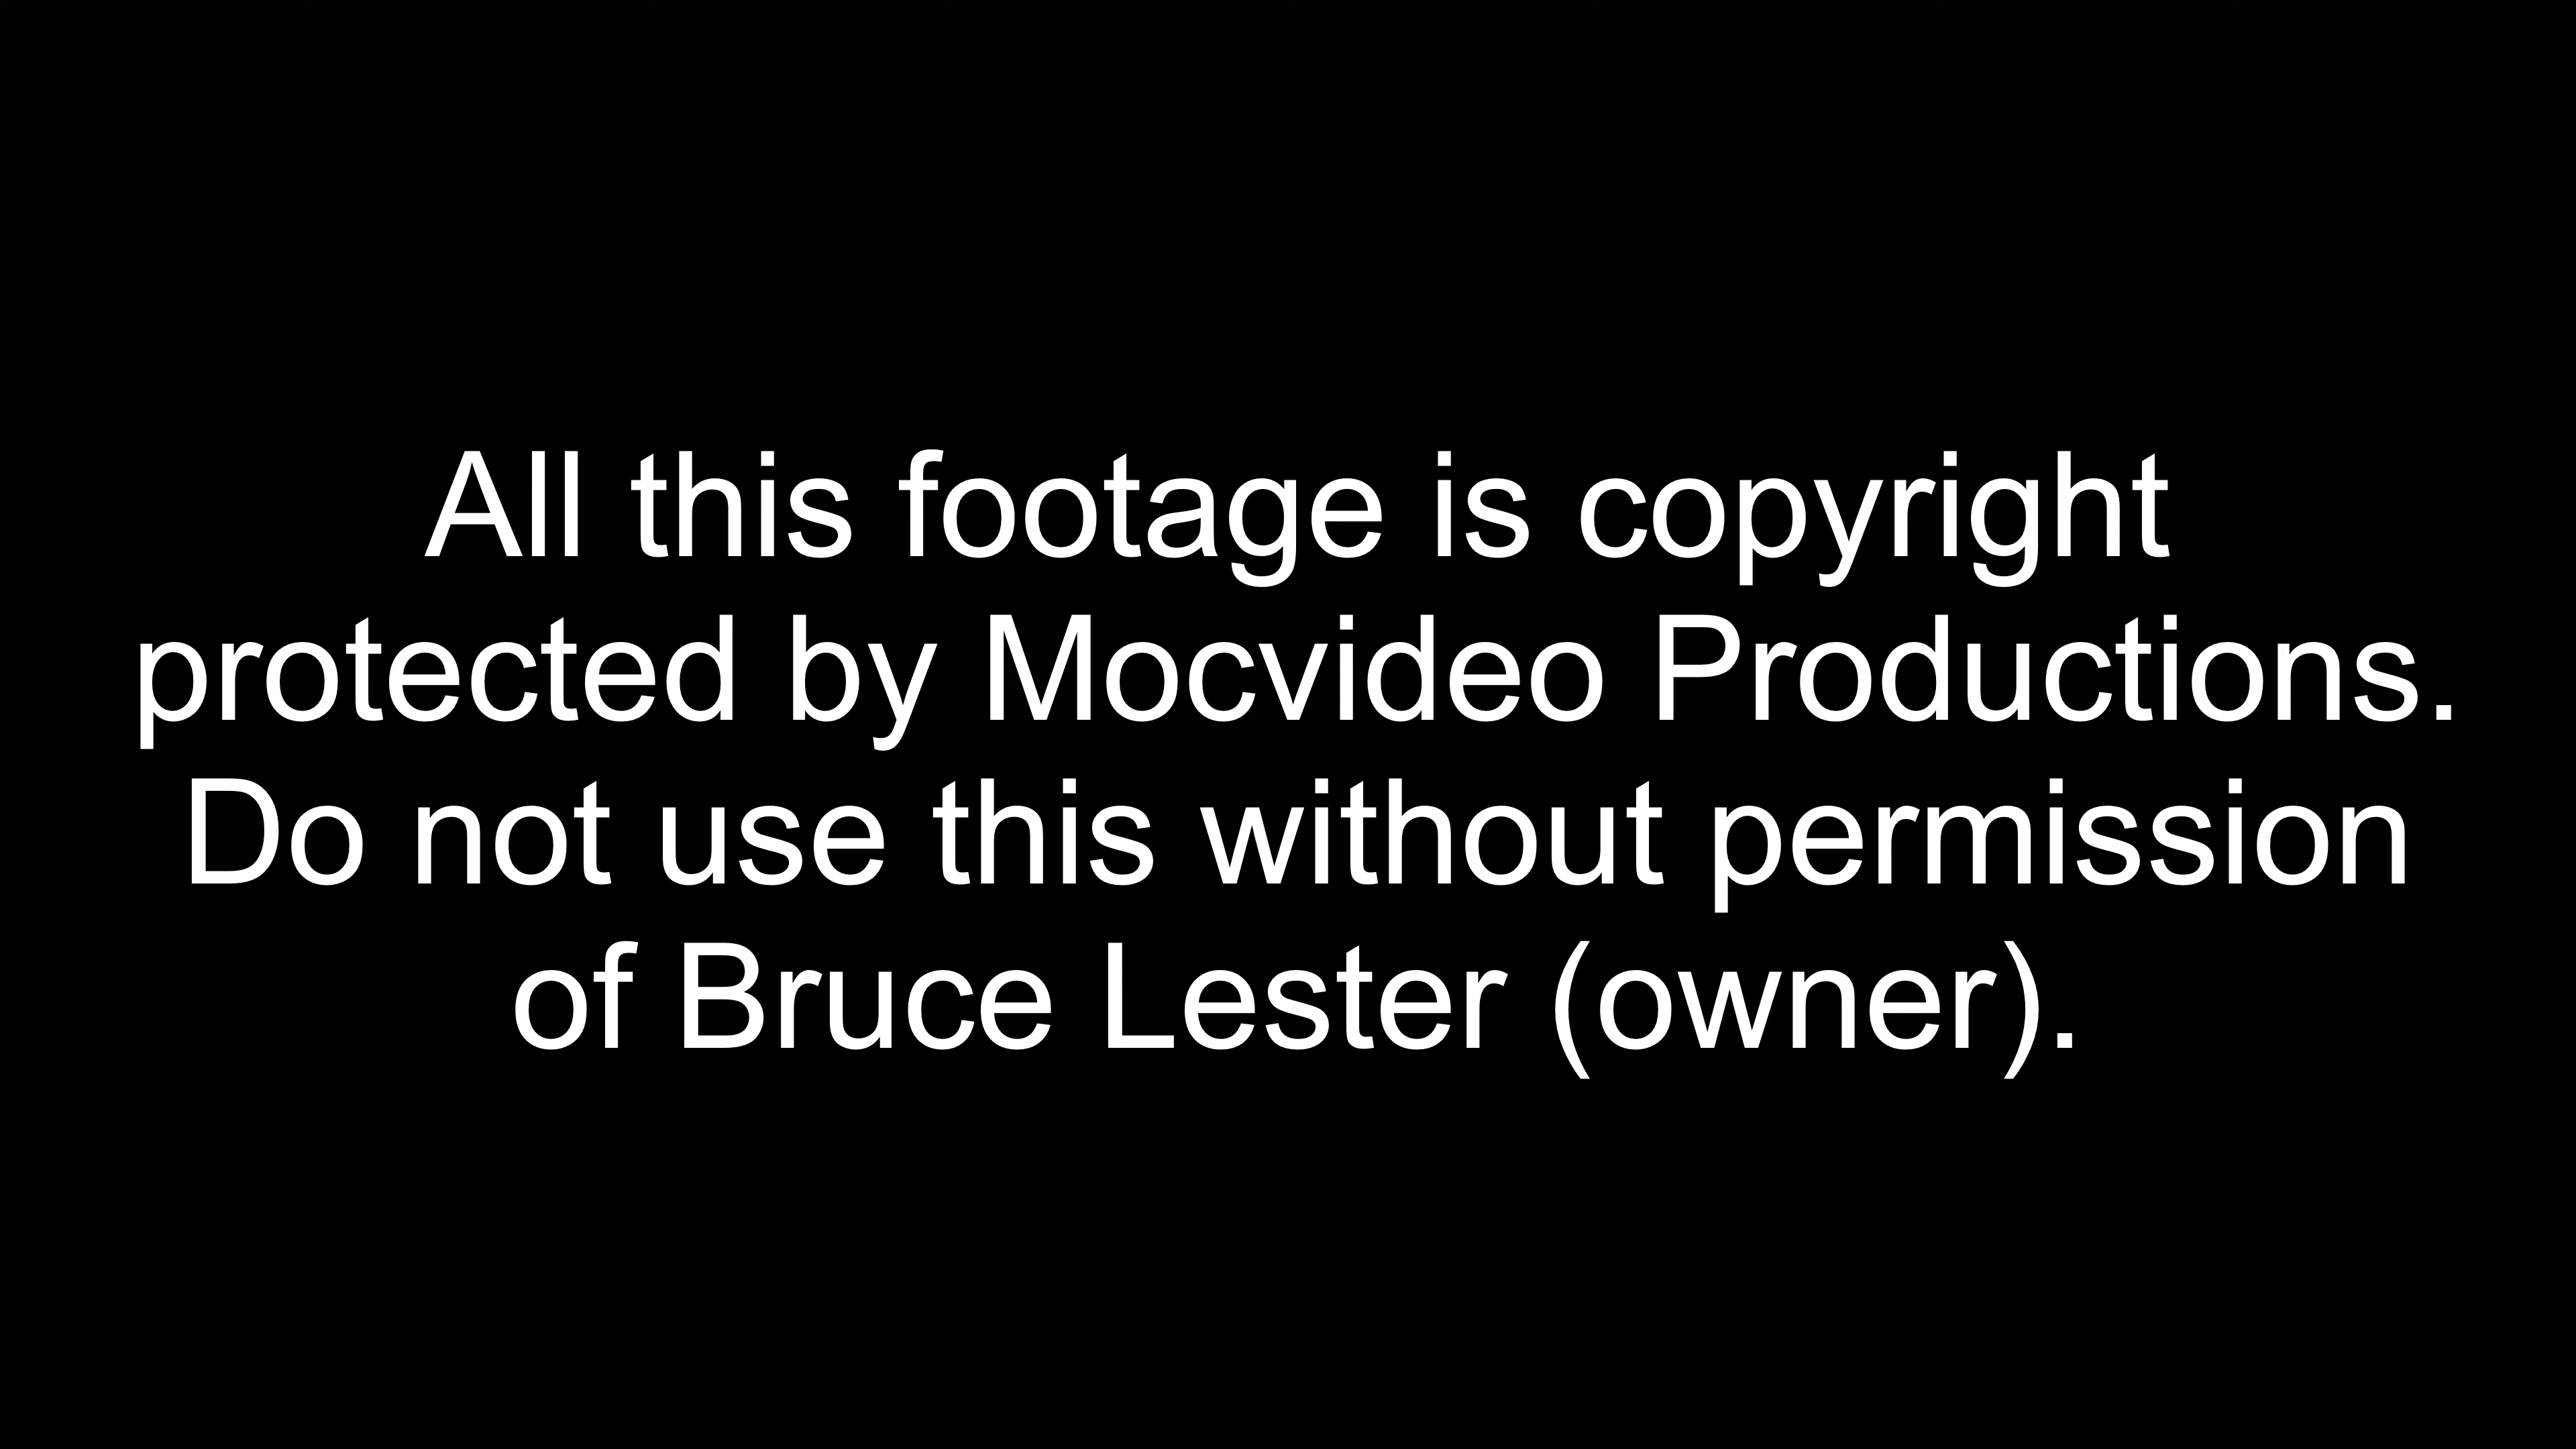 All this footage is copyright
protected by Mocvideo Productions.
Do not use this without permission
of Bruce Lester (owner).